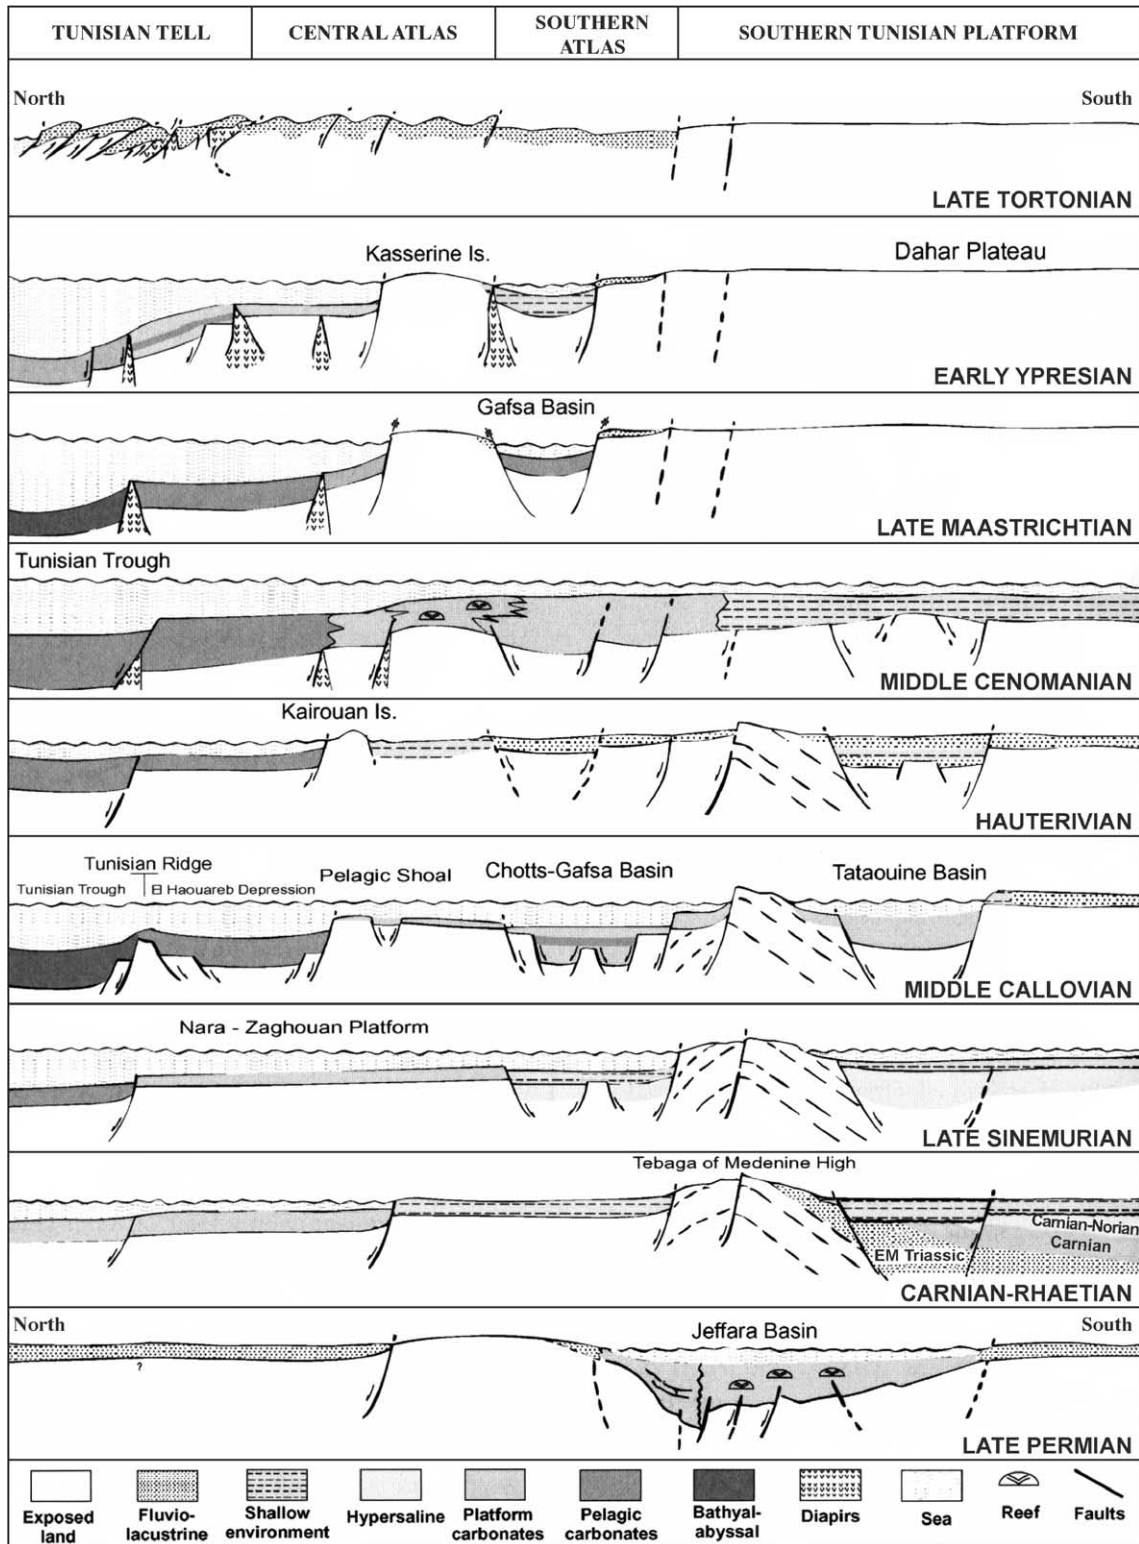 TUNISIAN TELL
CENTRAL ATLAS
SOUTHERN
ATLAS
SOUTHERN TUNISIAN PLATFORM
North
South
LATE TORTONIAN
Kasserine Is.
Dahar Plateau
EARLY YPRESIAN
Gafsa Basin
LATE MAASTRICHTIAN
Tunisian Trough
MIDDLE CENOMANIAN
Kairouan Is.
HAUTERIVIAN
Tunisian Ridge
Tunisian Trough
El Haouareb Depression
Pelagic Shoal
Chotts-Gafsa Basin
Tataouine Basin
MIDDLE CALLOVIAN
Nara - Zaghouan Platform
LATE SINEMURIAN
Tebaga of Medenine High
Carnian-Norian
Carnian
EM Triassic
CARNIAN-RHAETIAN
North
South
Jeffara Basin
?
LATE PERMIAN
Exposed
land
Fluvio-
lacustrine
Shallow
environment
Hypersaline
Platform
carbonates
Pelagic
carbonates
Bathyal-
abyssal
Diapirs
Sea
Reef
Faults